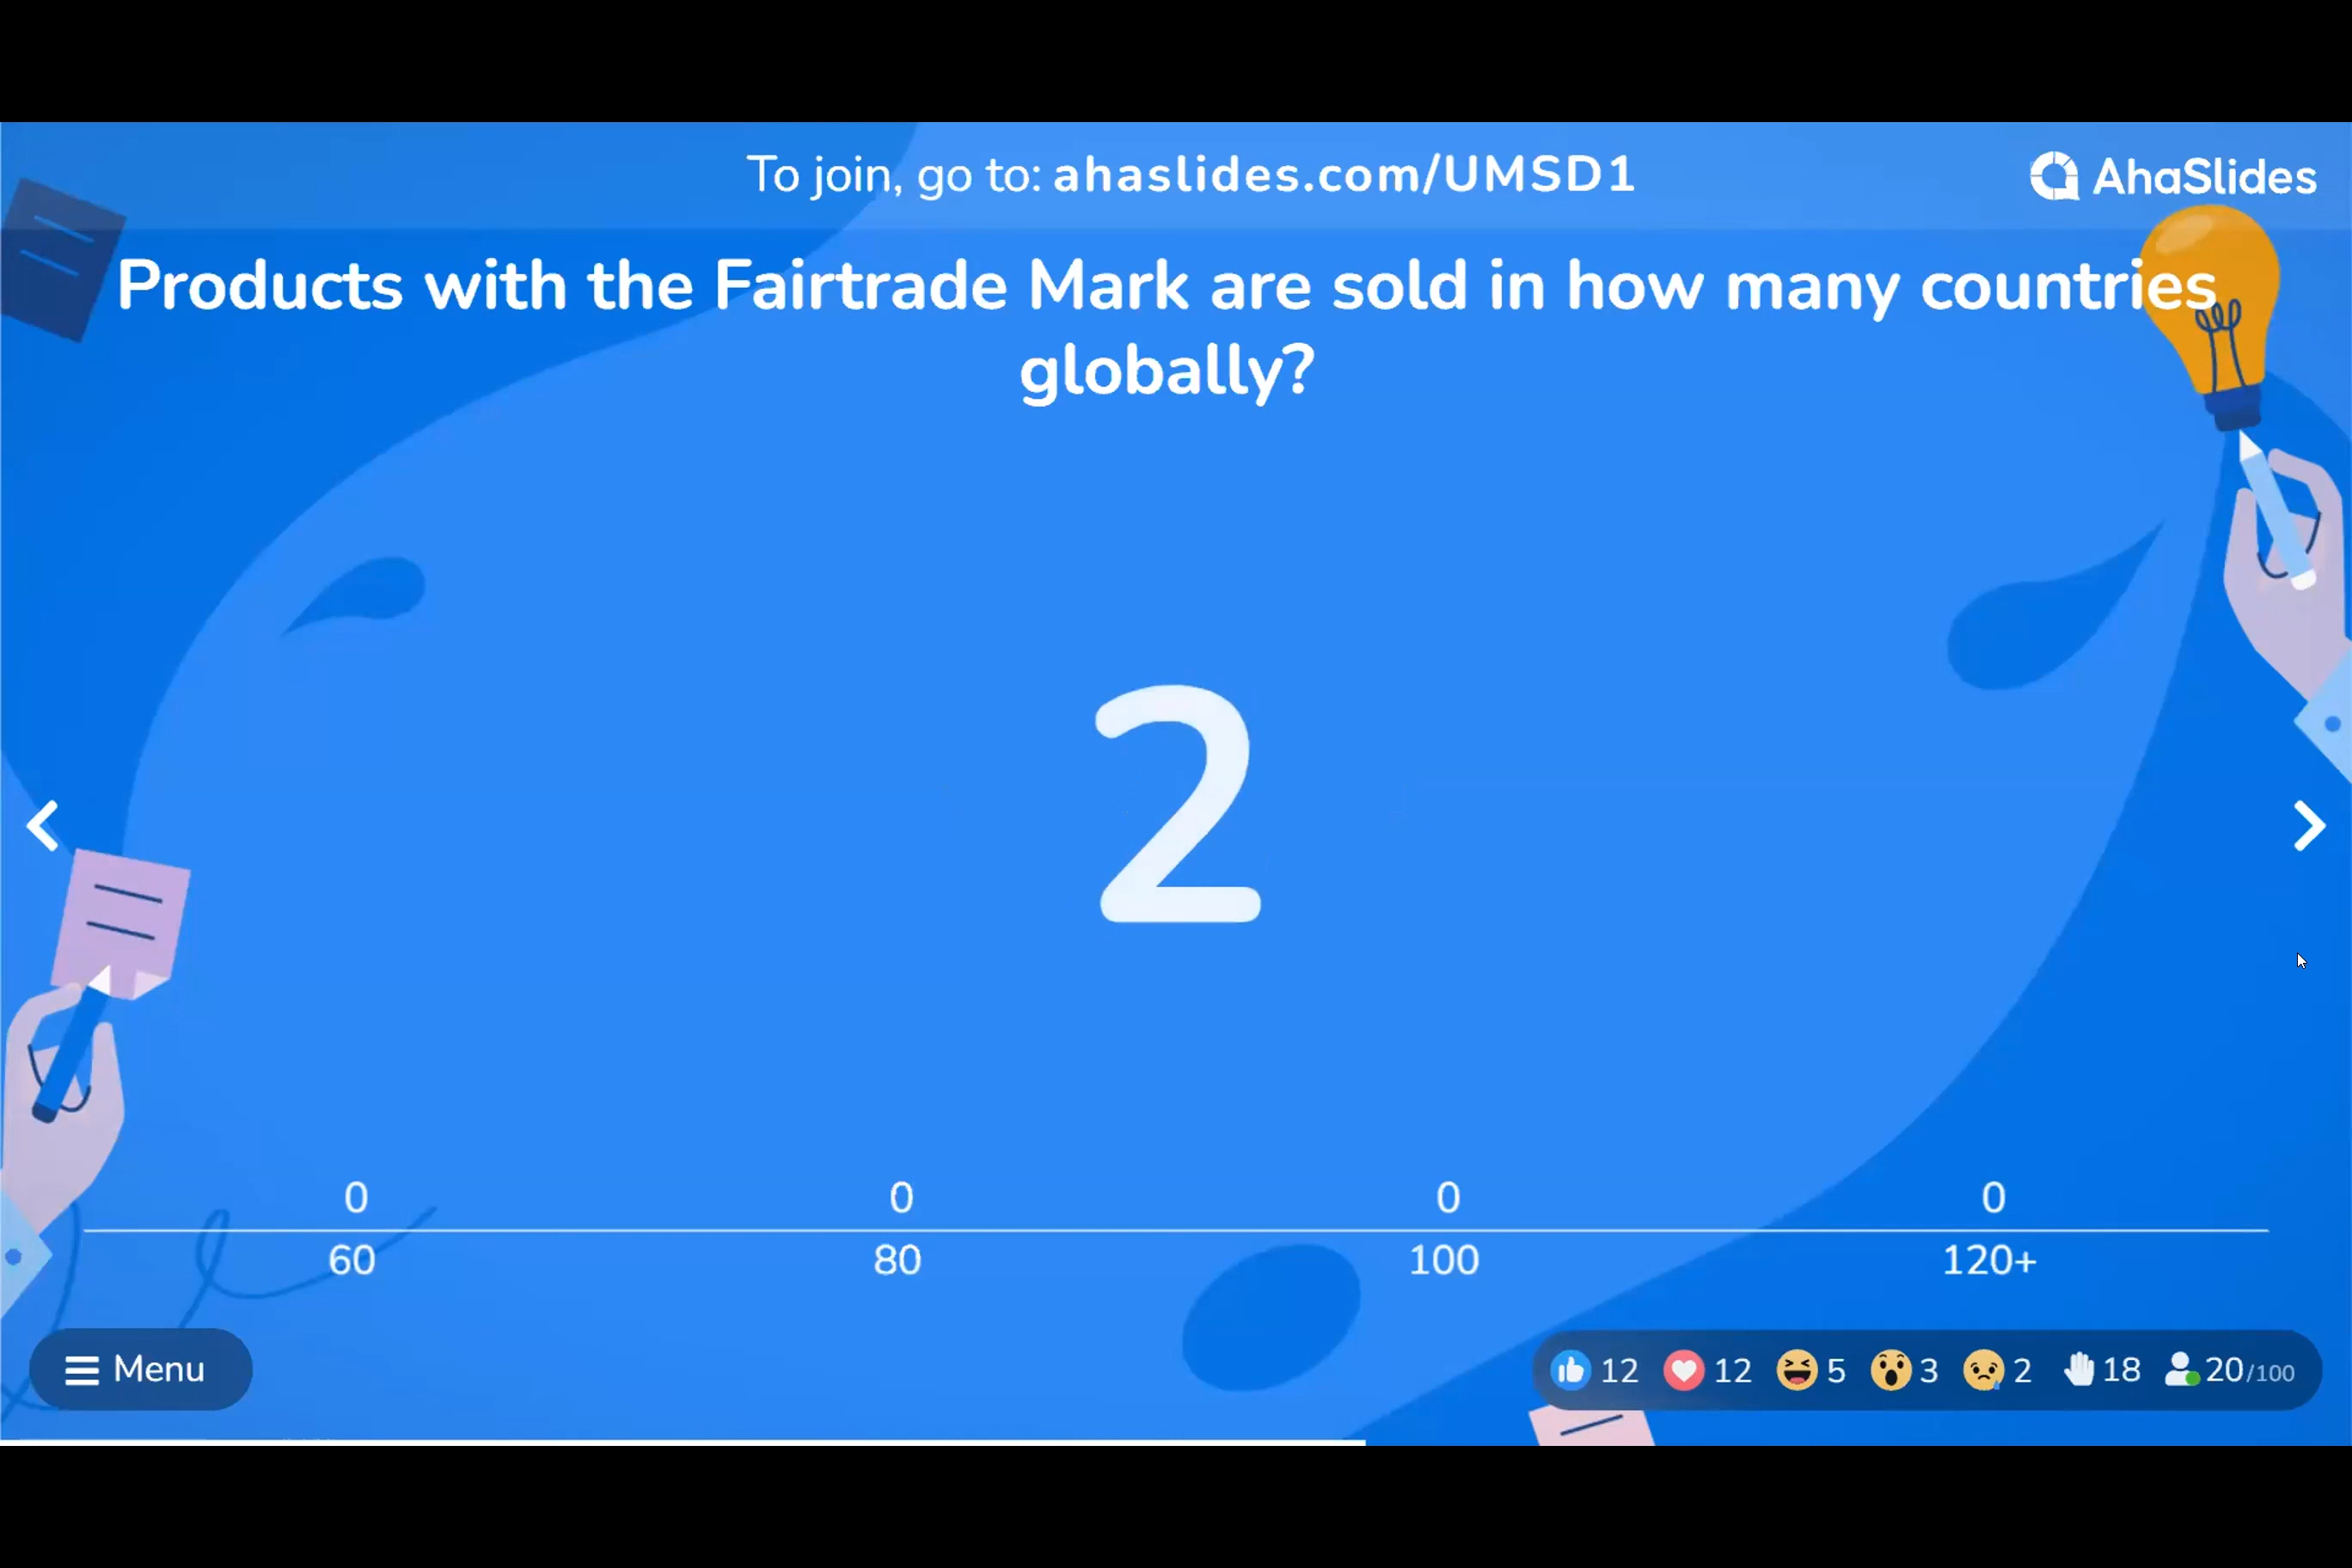 To join, go to: ahaslides.com/UMSD1
AhaSlides
Products with the Fairtrade Mark are sold in how many countries
globally?
2
0 0 0 0
60 80 100 120+
Menu
12 12 5 3 2 18 20/100